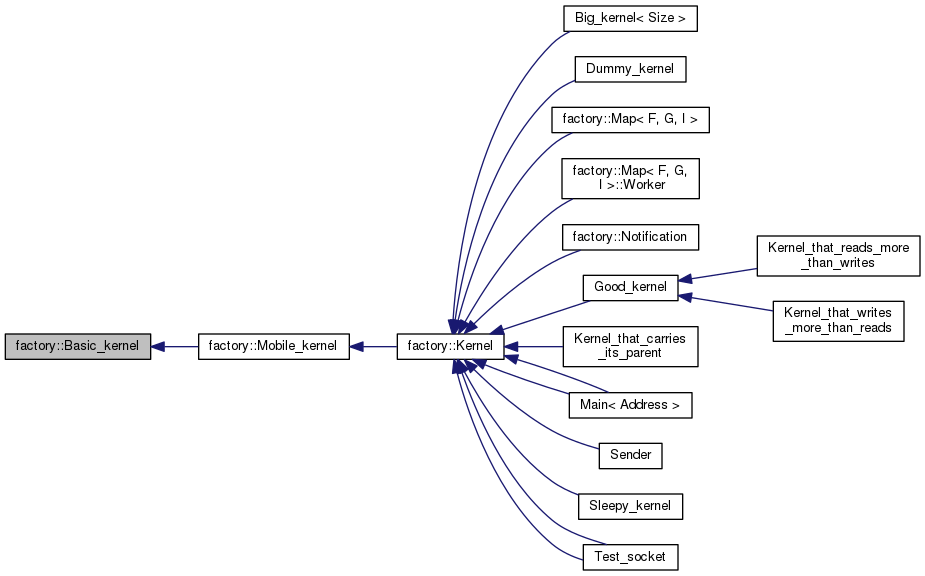 Big_kernel< Size >
Dummy_kernel
factory::Map< F, G, I >
factory::Map< F, G,
I >::Worker
factory::Notification
Kernel_that_reads_more
_than_writes
Good_kernel
Kernel_that_writes
_more_than_reads
factory::Basic_kernel
factory::Mobile_kernel
factory::Kernel
Kernel_that_carries
_its_parent
Main< Address >
Sender
Sleepy_kernel
Test_socket